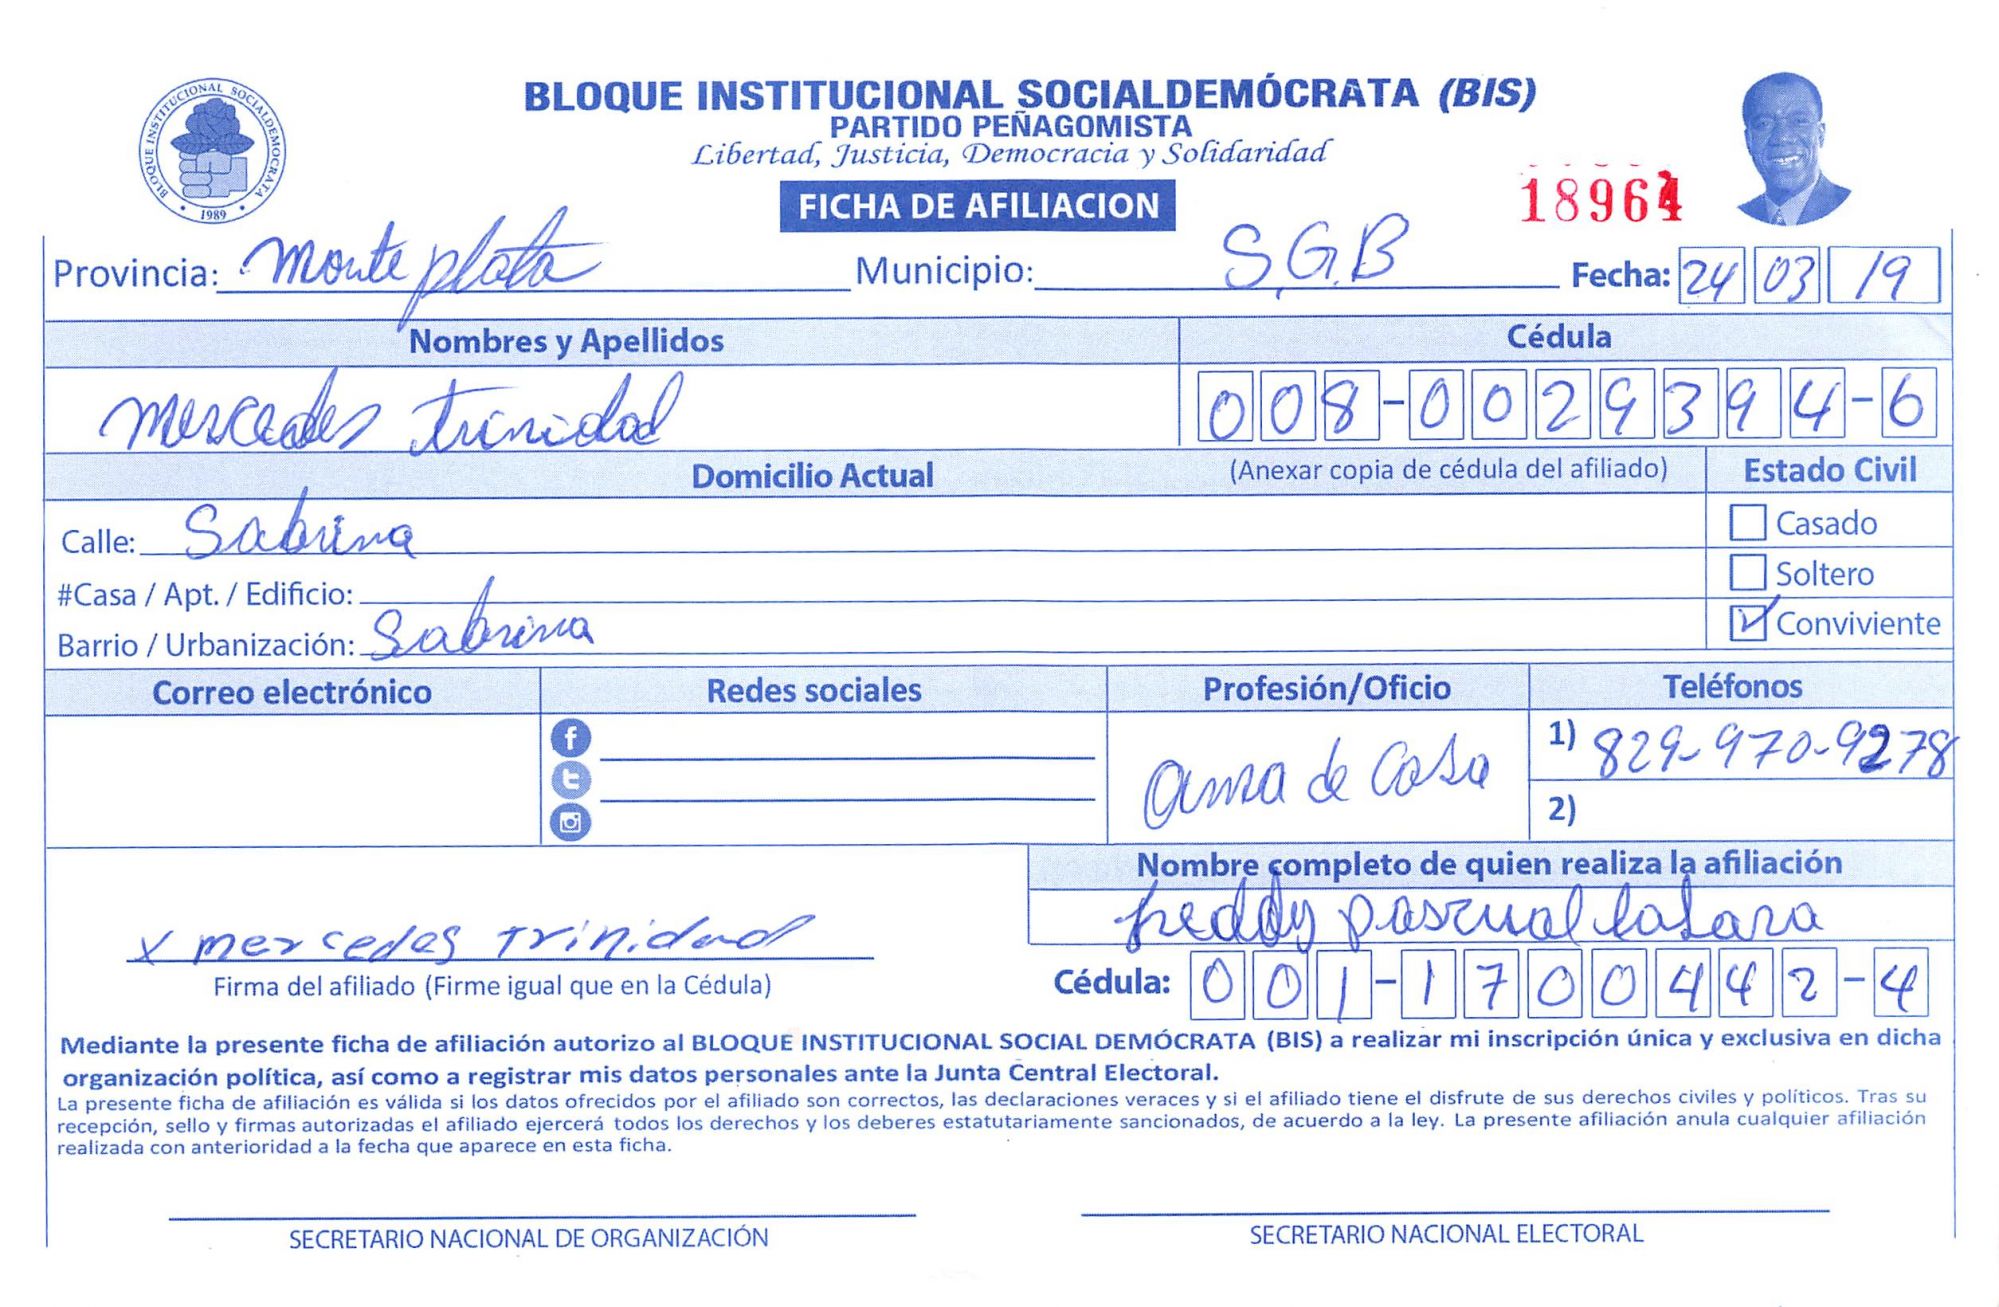 BLOQUE INSTITUCIONAL SOCIALDEMOCRATA
1989
BLOQUE INSTITUCIONAL SOCIALDEMÓCRATA (BIS)
PARTIDO PEÑAGOMISTA
Libertad, Justicia, Democracia y Solidaridad
FICHA DE AFILIACION
Provincia: Monte plata Municipio: S.G.B Fecha: 24 03 19
Nombres y Apellidos Cédula
Mercedes trinidad 008-0029394-6
Domicilio Actual (Anexar copia de cédula del afiliado) Estado Civil
Calle: Sabrina Casado
#Casa / Apt. / Edificio: Soltero
Barrio / Urbanización: Sabrina Conviviente
Correo electrónico Redes sociales Profesión/Oficio Teléfonos
ama de Casa 1) 829-970-9278
2)
Nombre completo de quien realiza la afiliación
x mercedes Trinidad freddy pascual
Firma del afiliado (Firme igual que en la Cédula) Cédula: 001-1700442-4
Mediante la presente ficha de afiliación autorizo al BLOQUE INSTITUCIONAL SOCIAL DEMÓCRATA (BIS) a realizar mi inscripción única y exclusiva en dicha
organización política, así como a registrar mis datos personales ante la Junta Central Electoral.
La presente ficha de afiliación es válida si los datos ofrecidos por el afiliado son correctos, las declaraciones veraces y si el afiliado tiene el disfrute de sus derechos civiles y políticos. Tras su
recepción, sello y firmas autorizadas el afiliado ejercerá todos los derechos y los deberes estatutariamente sancionados, de acuerdo a la ley. La presente afiliación anula cualquier afiliación
realizada con anterioridad a la fecha que aparece en esta ficha.
SECRETARIO NACIONAL DE ORGANIZACIÓN SECRETARIO NACIONAL ELECTORAL